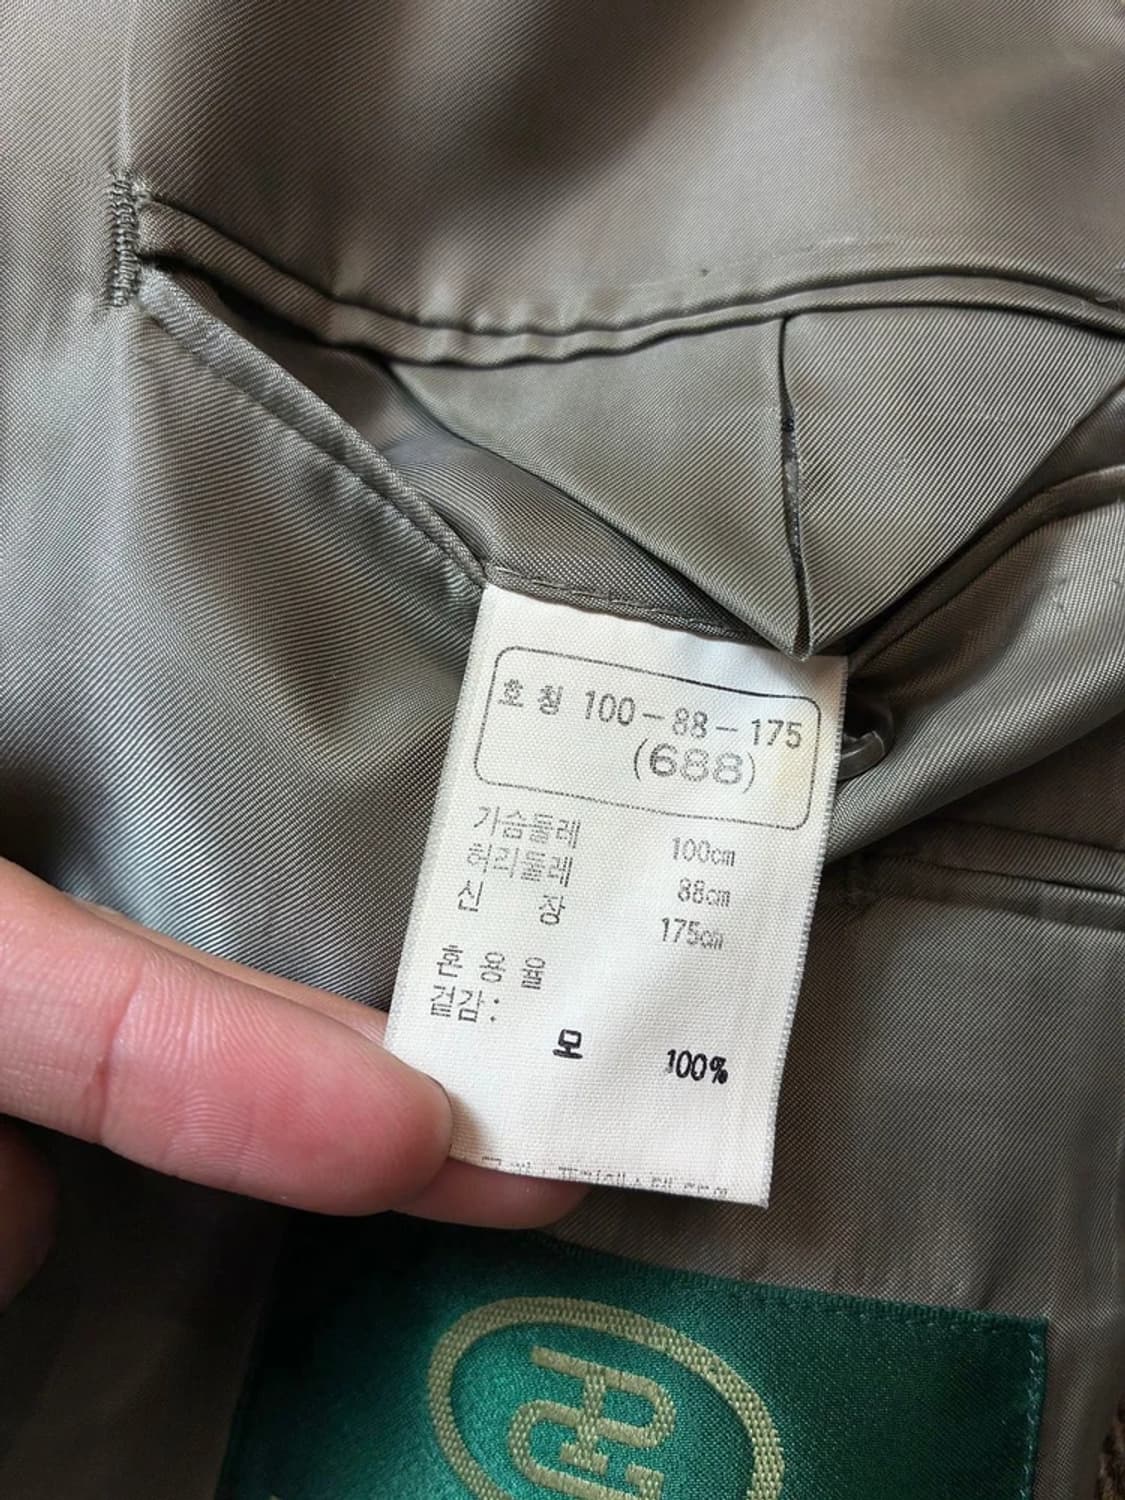 호칭 100-88-175
(688)
가슴둘레 100cm
허리둘레 88cm
신 장 175cm
혼 용 율
겉감:
모 100%